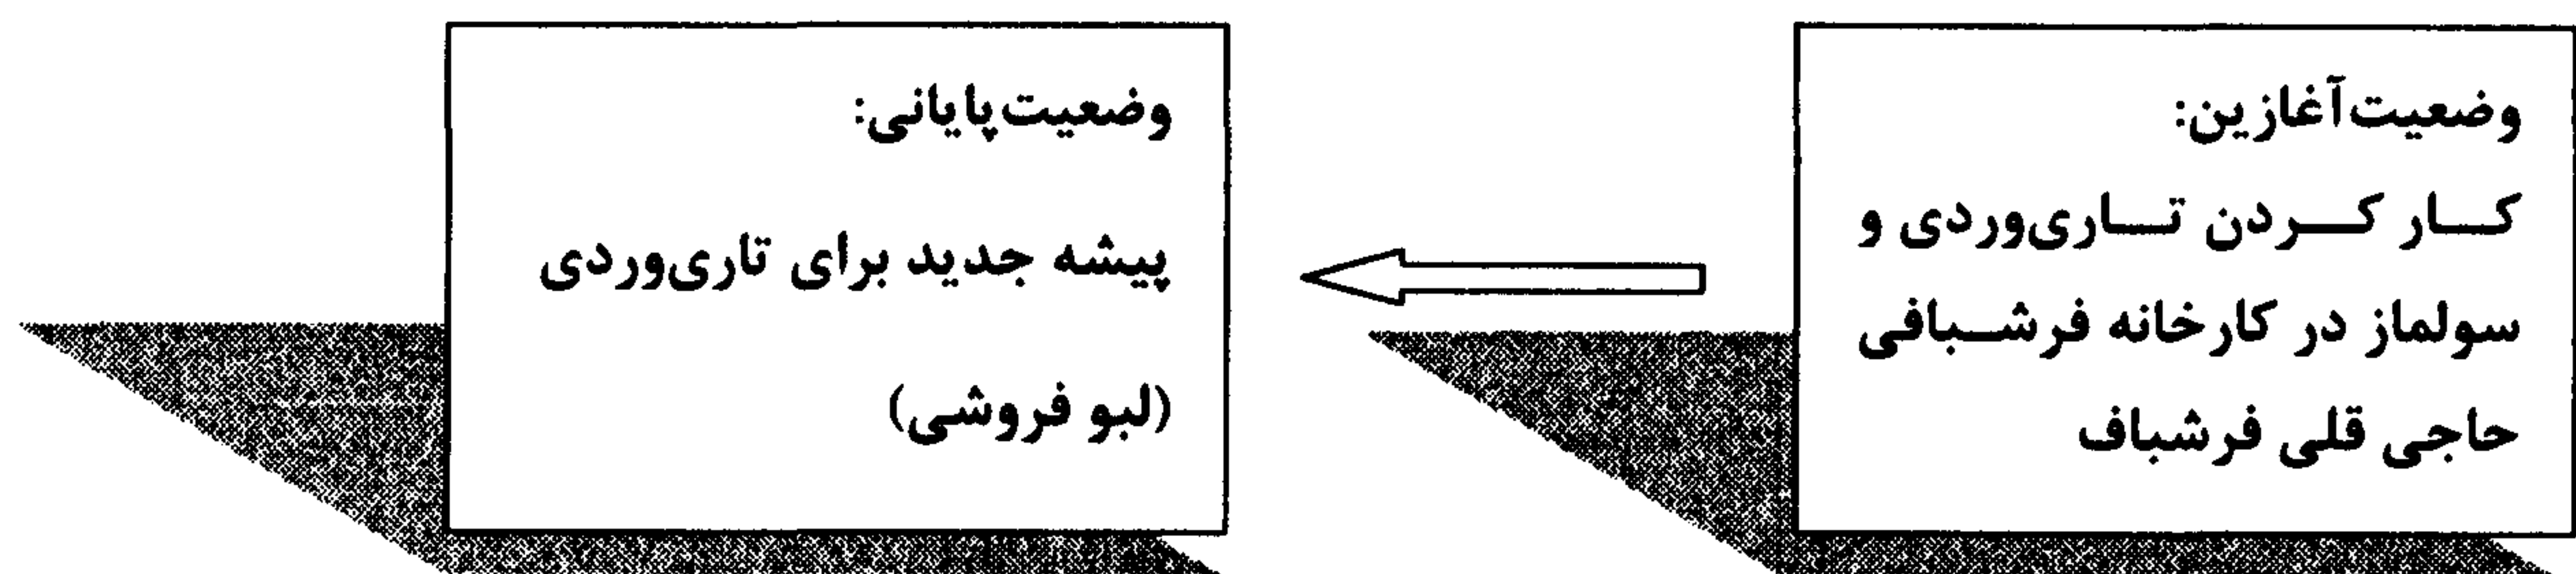 وضعیت آغازین:
کار کردن تاری‌وردی و
سولماز در کارخانه فرشبافی
حاجی قلی فرشباف
وضعیت پایانی:
پیشه جدید برای تاری‌وردی
(لبو فروشی)